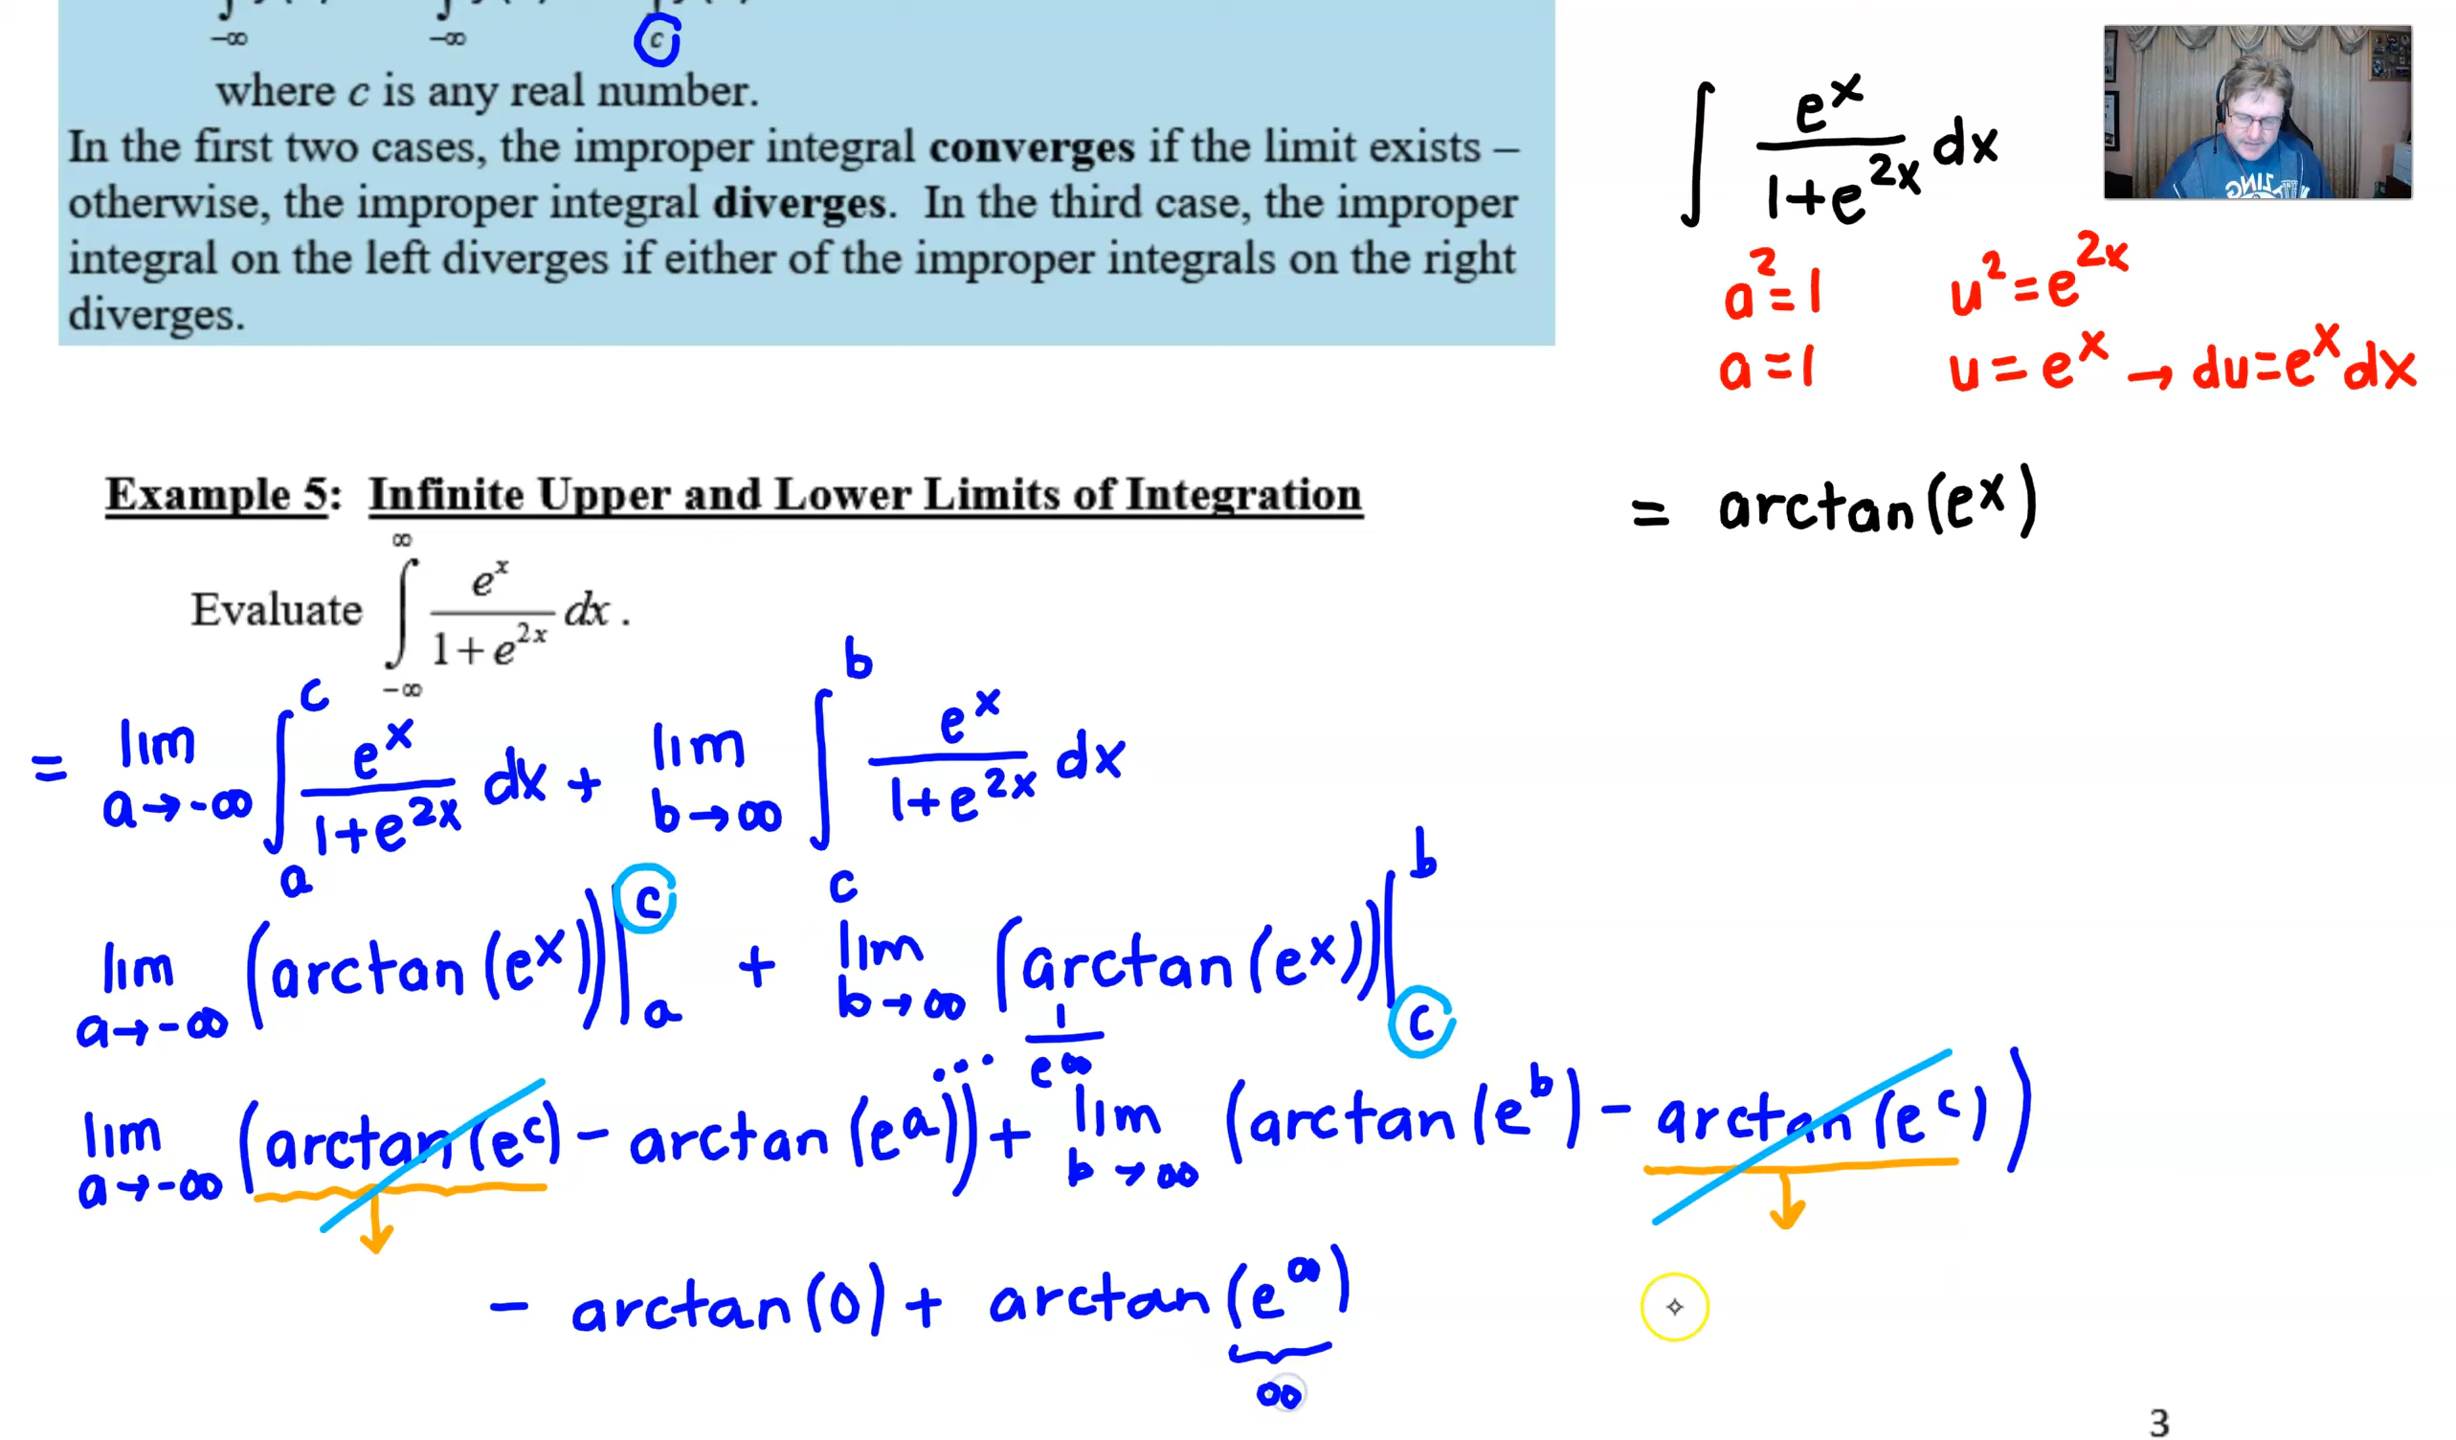 −∞ −∞ c
where c is any real number.
In the first two cases, the improper integral converges if the limit exists –
otherwise, the improper integral diverges. In the third case, the improper
integral on the left diverges if either of the improper integrals on the right
diverges.
∫ e^x / (1+e^{2x}) dx
a²=1 u²=e^{2x}
a=1 u=e^x → du=e^x dx
= arctan(e^x)
Example 5: Infinite Upper and Lower Limits of Integration
Evaluate ∫_{−∞}^{∞} e^x / (1+e^{2x}) dx .
= lim_{a→-∞} ∫_a^c e^x / (1+e^{2x}) dx + lim_{b→∞} ∫_c^b e^x / (1+e^{2x}) dx
lim_{a→-∞} (arctan(e^x))|_a^c + lim_{b→∞} (arctan(e^x))|_c^b
... 1/e^∞
lim_{a→-∞} (arctan(e^c) - arctan(e^a)) + lim_{b→∞} (arctan(e^b) - arctan(e^c))
- arctan(0) + arctan(e^∞)
∞
3